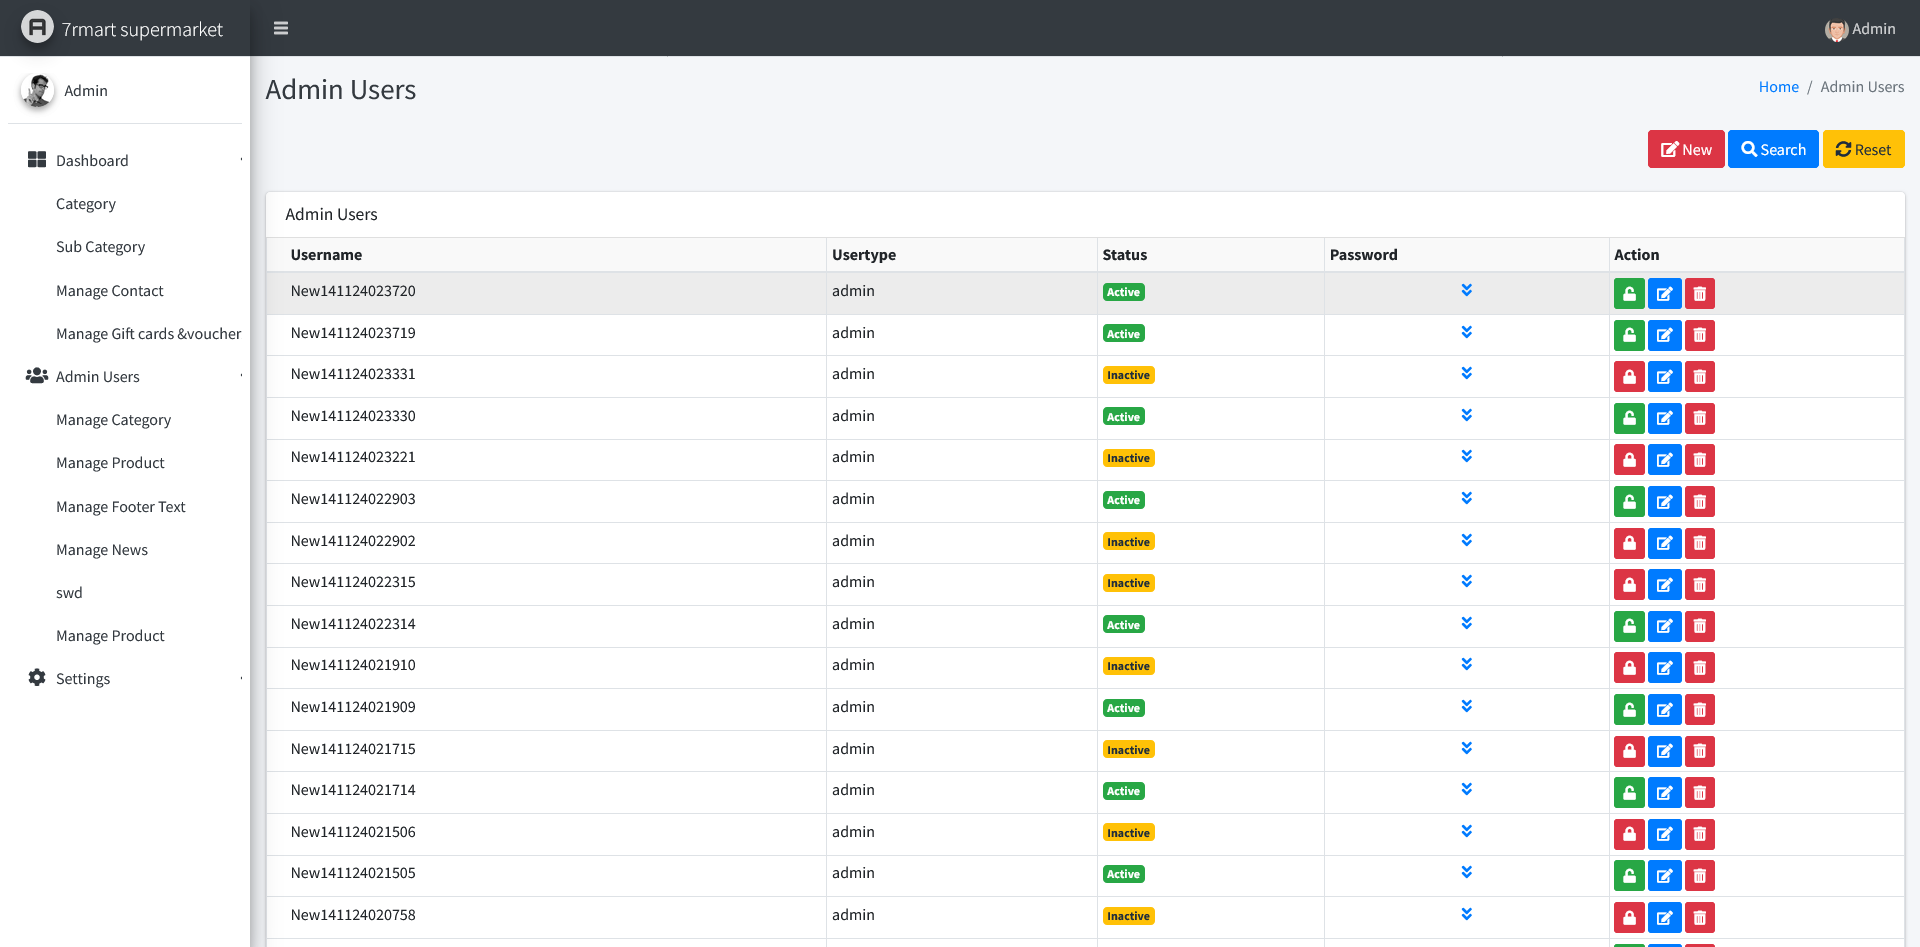 7rmart supermarket
Admin
Admin
Dashboard
Category
Sub Category
Manage Contact
Manage Gift cards &voucher
Admin Users
Manage Category
Manage Product
Manage Footer Text
Manage News
swd
Manage Product
Settings
Admin Users
Home / Admin Users
New Search Reset
Admin Users
Username Usertype Status Password Action
New141124023720 admin Active
New141124023719 admin Active
New141124023331 admin Inactive
New141124023330 admin Active
New141124023221 admin Inactive
New141124022903 admin Active
New141124022902 admin Inactive
New141124022315 admin Inactive
New141124022314 admin Active
New141124021910 admin Inactive
New141124021909 admin Active
New141124021715 admin Inactive
New141124021714 admin Active
New141124021506 admin Inactive
New141124021505 admin Active
New141124020758 admin Inactive